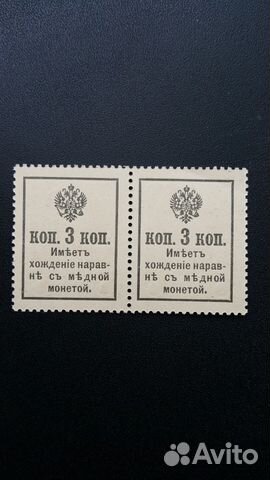 КОП. 3 КОП.
Имѣетъ
хожденіе нарав-
нѣ съ мѣдной
монетой.
КОП. 3 КОП.
Имѣетъ
хожденіе нарав-
нѣ съ мѣдной
монетой.
Avito